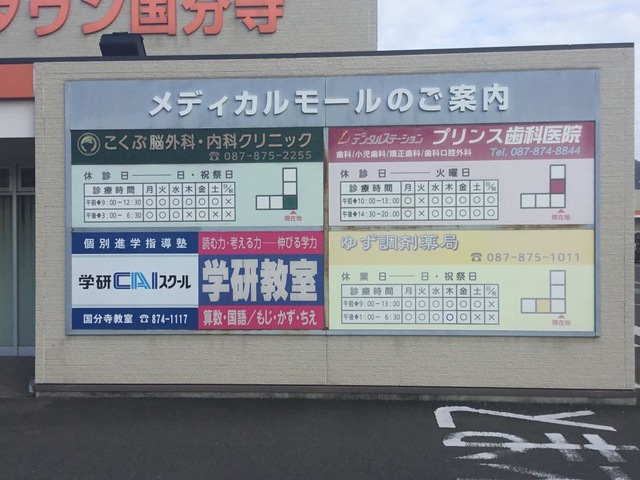 タウン国分寺
メディカルモールのご案内
こくぶ脳外科・内科クリニック
☎087-875-2255
休診日――日・祝祭日
診療時間 月 火 水 木 金 土 日/祝
午前◆9:00～12:30 ○ ○ ○ ○ ○ ○ ×
午後◆3:00～6:30 ○ ○ ○ × ○ × ×
現在地
デンタルステーション プリンス歯科医院
歯科/小児歯科/矯正歯科/歯科口腔外科 Tel. 087-874-8844
休診日――火曜日
診療時間 月 火 水 木 金 土 日/祝
午前◆10:00～13:00
午後◆14:30～20:00
現在地
個別進学指導塾
学研CAIスクール
国分寺教室 ☎874-1117
読む力・考える力――伸びる学力
学研教室
算数・国語/もじ・かず・ちえ
ゆず調剤薬局
☎087-875-1011
休業日――日・祝祭日
営業時間 月 火 水 木 金 土 日/祝
午前◆9:00～13:00 ○ ○ ○ ○ ○ ○ ×
午後◆1:00～6:30 ○ ○ ○ ○ ○ × ×
現在地